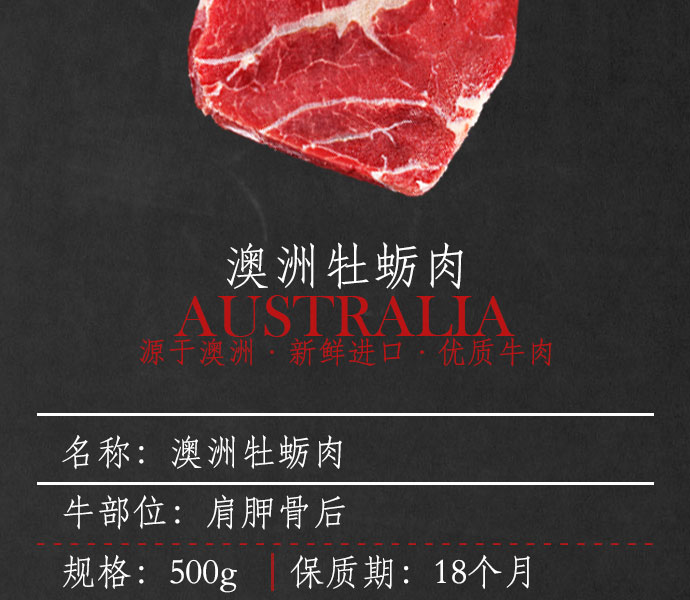 澳洲牡蛎肉
AUSTRALIA
源于澳洲·新鲜进口·优质牛肉
名称：澳洲牡蛎肉
牛部位：肩胛骨后
规格：500g | 保质期：18个月